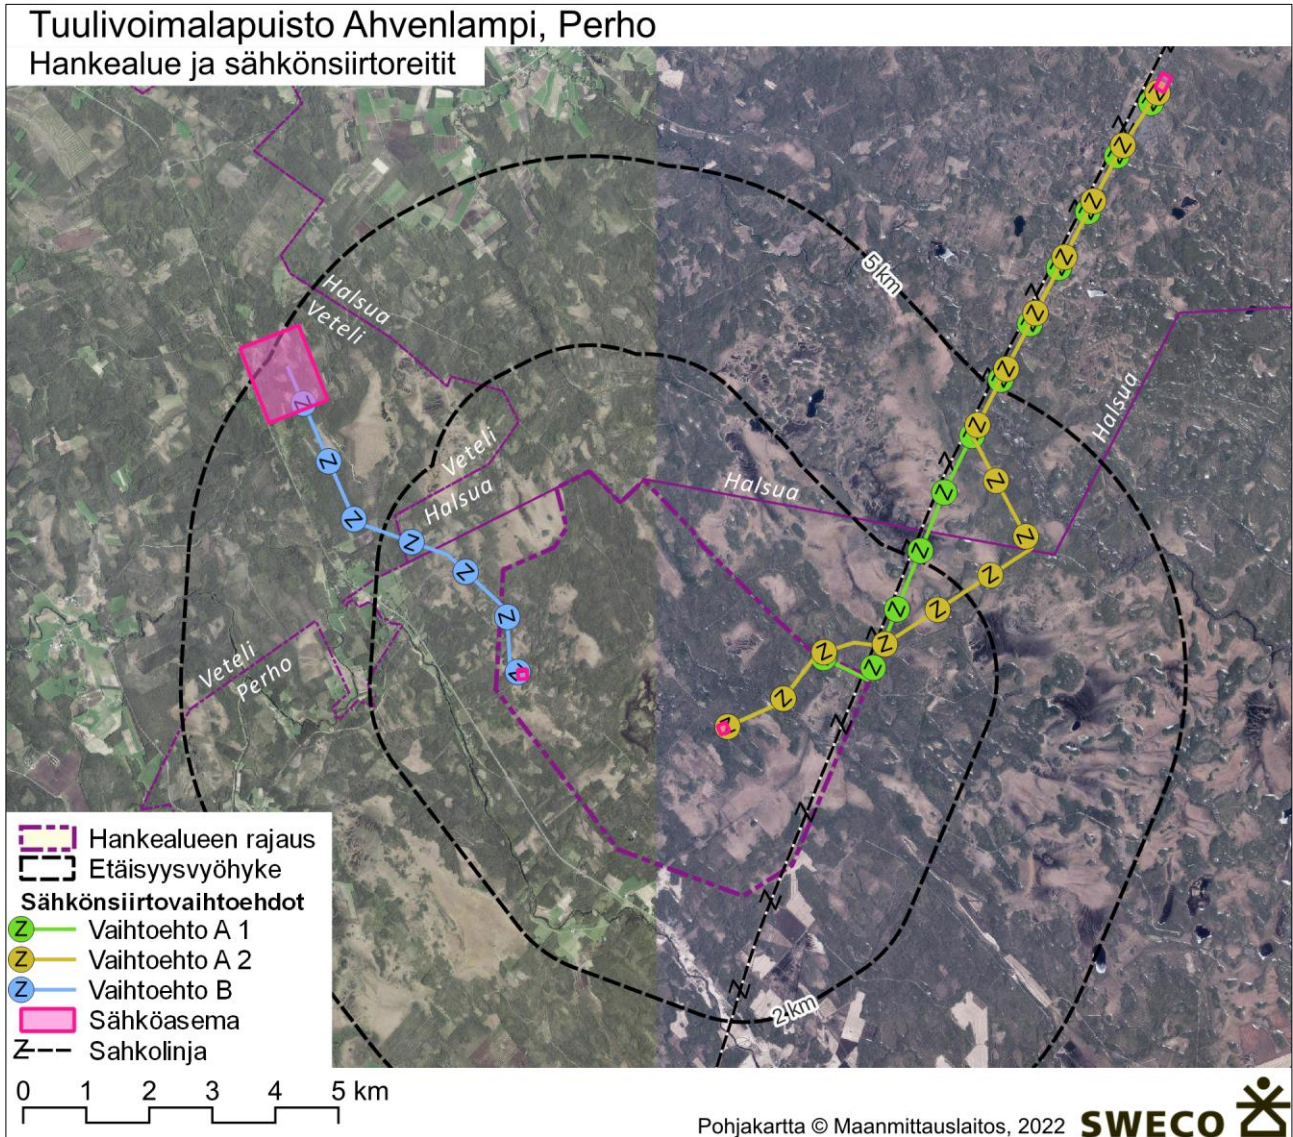 Tuulivoimalapuisto Ahvenlampi, Perho
Hankealue ja sähkönsiirtoreitit
5 km
Halsua
Veteli
Halsua
Veteli
Halsua
Halsua
Veteli
Perho
2 km
Hankealueen rajaus
Etäisyysvyöhyke
Sähkönsiirtovaihtoehdot
Z Vaihtoehto A 1
Z Vaihtoehto A 2
Z Vaihtoehto B
Sähköasema
Z Sahkolinja
0 1 2 3 4 5 km
Pohjakartta © Maanmittauslaitos, 2022 SWECO